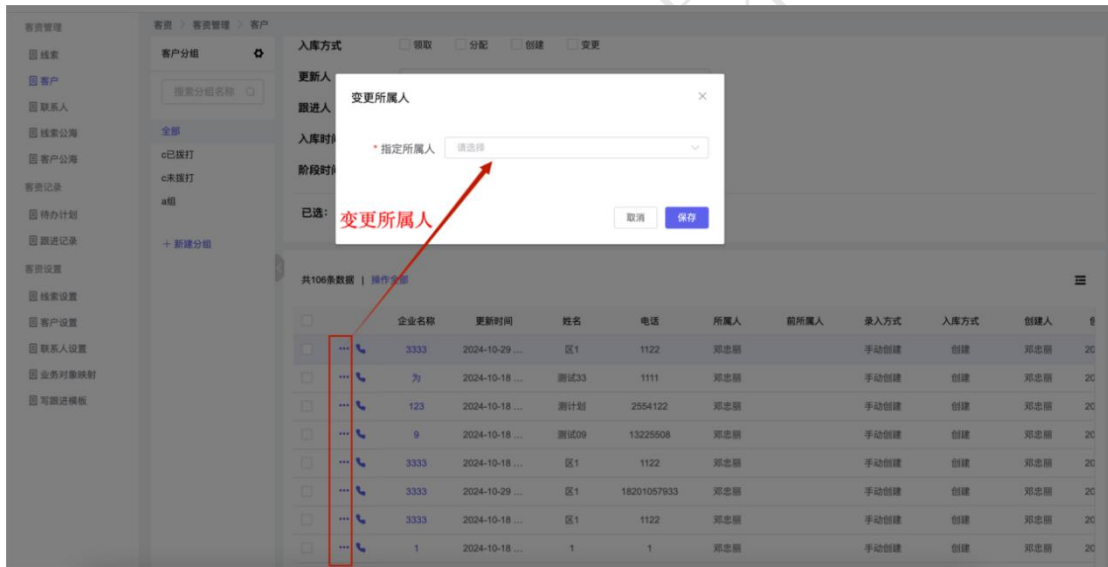 客资管理
线索
客户
联系人
线索公海
客户公海
客资记录
待办计划
跟进记录
客资设置
线索设置
客户设置
联系人设置
业务对象映射
写跟进模板
客资 > 客资管理 > 客户
客户分组
搜索分组名称
全部
c已拨打
c未拨打
a组
+ 新建分组
入库方式 领取 分配 创建 变更
更新人
跟进人
入库时间
阶段时间
已选:
变更所属人 ×
* 指定所属人 请选择
取消 保存
变更所属人
共106条数据 | 操作全部
企业名称 更新时间 姓名 电话 所属人 前所属人 录入方式 入库方式 创建人
··· 3333 2024-10-29 ... 区1 1122 邓忠丽 手动创建 创建 邓忠丽 20
··· 为 2024-10-18 ... 测试33 1111 邓忠丽 手动创建 创建 邓忠丽 20
··· 123 2024-10-18 ... 测计划 2554122 邓忠丽 手动创建 创建 邓忠丽 20
··· 9 2024-10-18 ... 测试09 13225508 邓忠丽 手动创建 创建 邓忠丽 20
··· 3333 2024-10-18 ... 区1 1122 邓忠丽 手动创建 创建 邓忠丽 20
··· 3333 2024-10-29 ... 区1 18201057933 邓忠丽 手动创建 创建 邓忠丽 20
··· 3333 2024-10-18 ... 区1 1122 邓忠丽 手动创建 创建 邓忠丽 20
··· 1 2024-10-18 ... 1 1 邓忠丽 手动创建 创建 邓忠丽 20